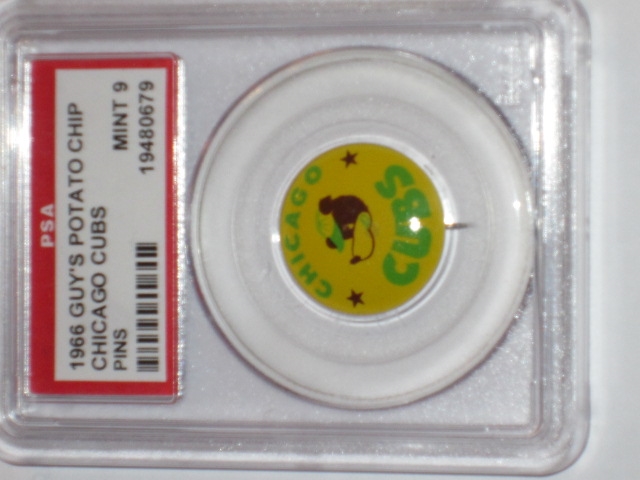 PSA
1966 GUY'S POTATO CHIP
CHICAGO CUBS MINT 9
PINS 19480679
CHICAGO
CUBS